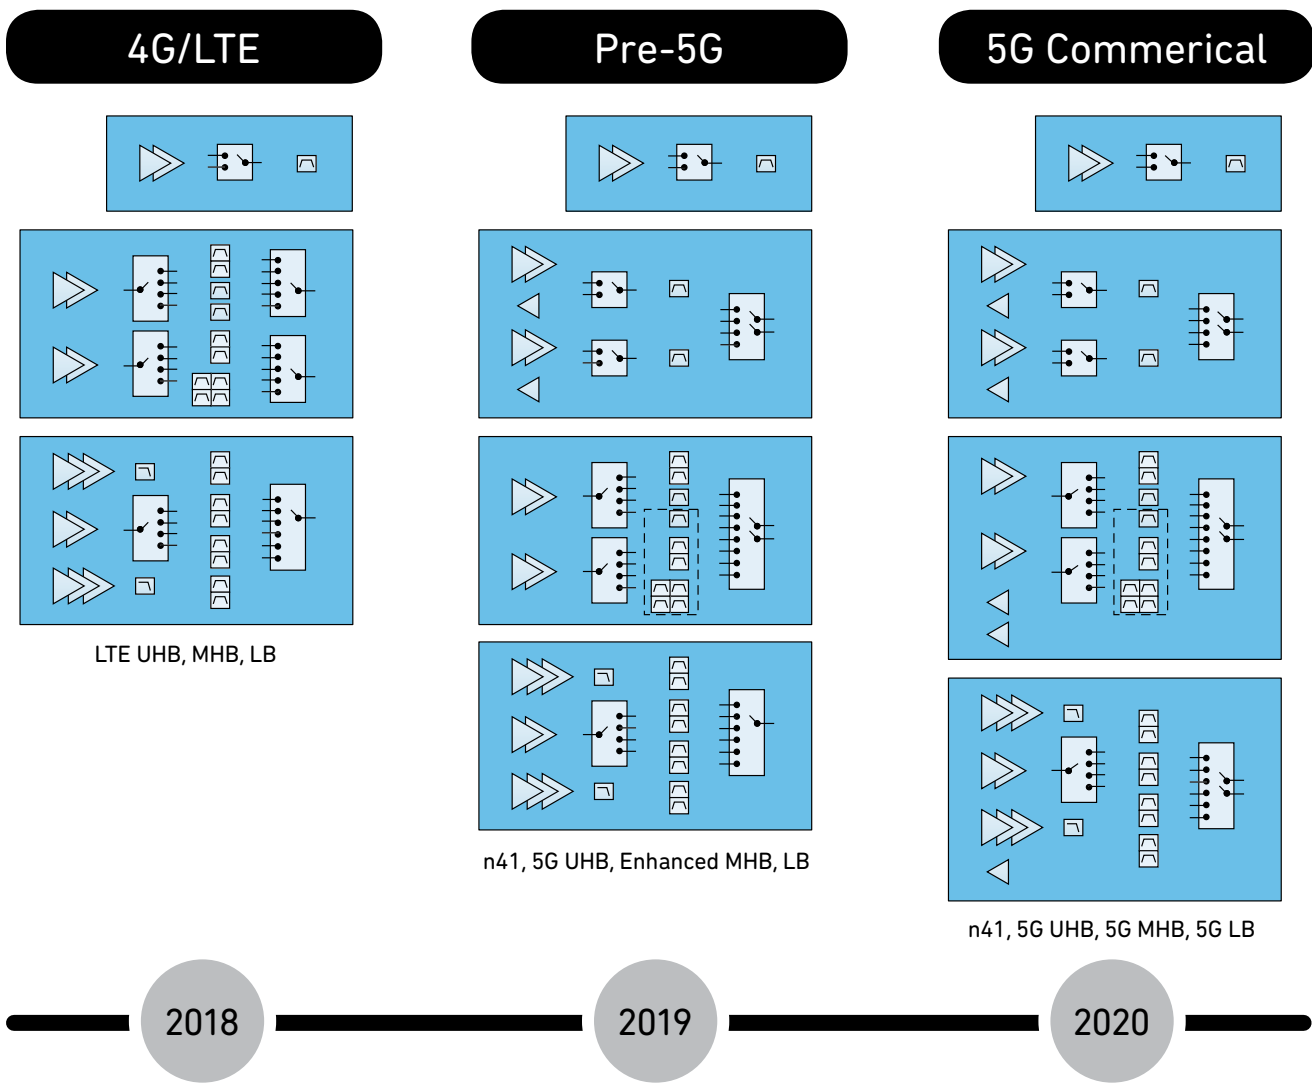 4G/LTE
Pre-5G
5G Commerical
LTE UHB, MHB, LB
n41, 5G UHB, Enhanced MHB, LB
n41, 5G UHB, 5G MHB, 5G LB
2018
2019
2020